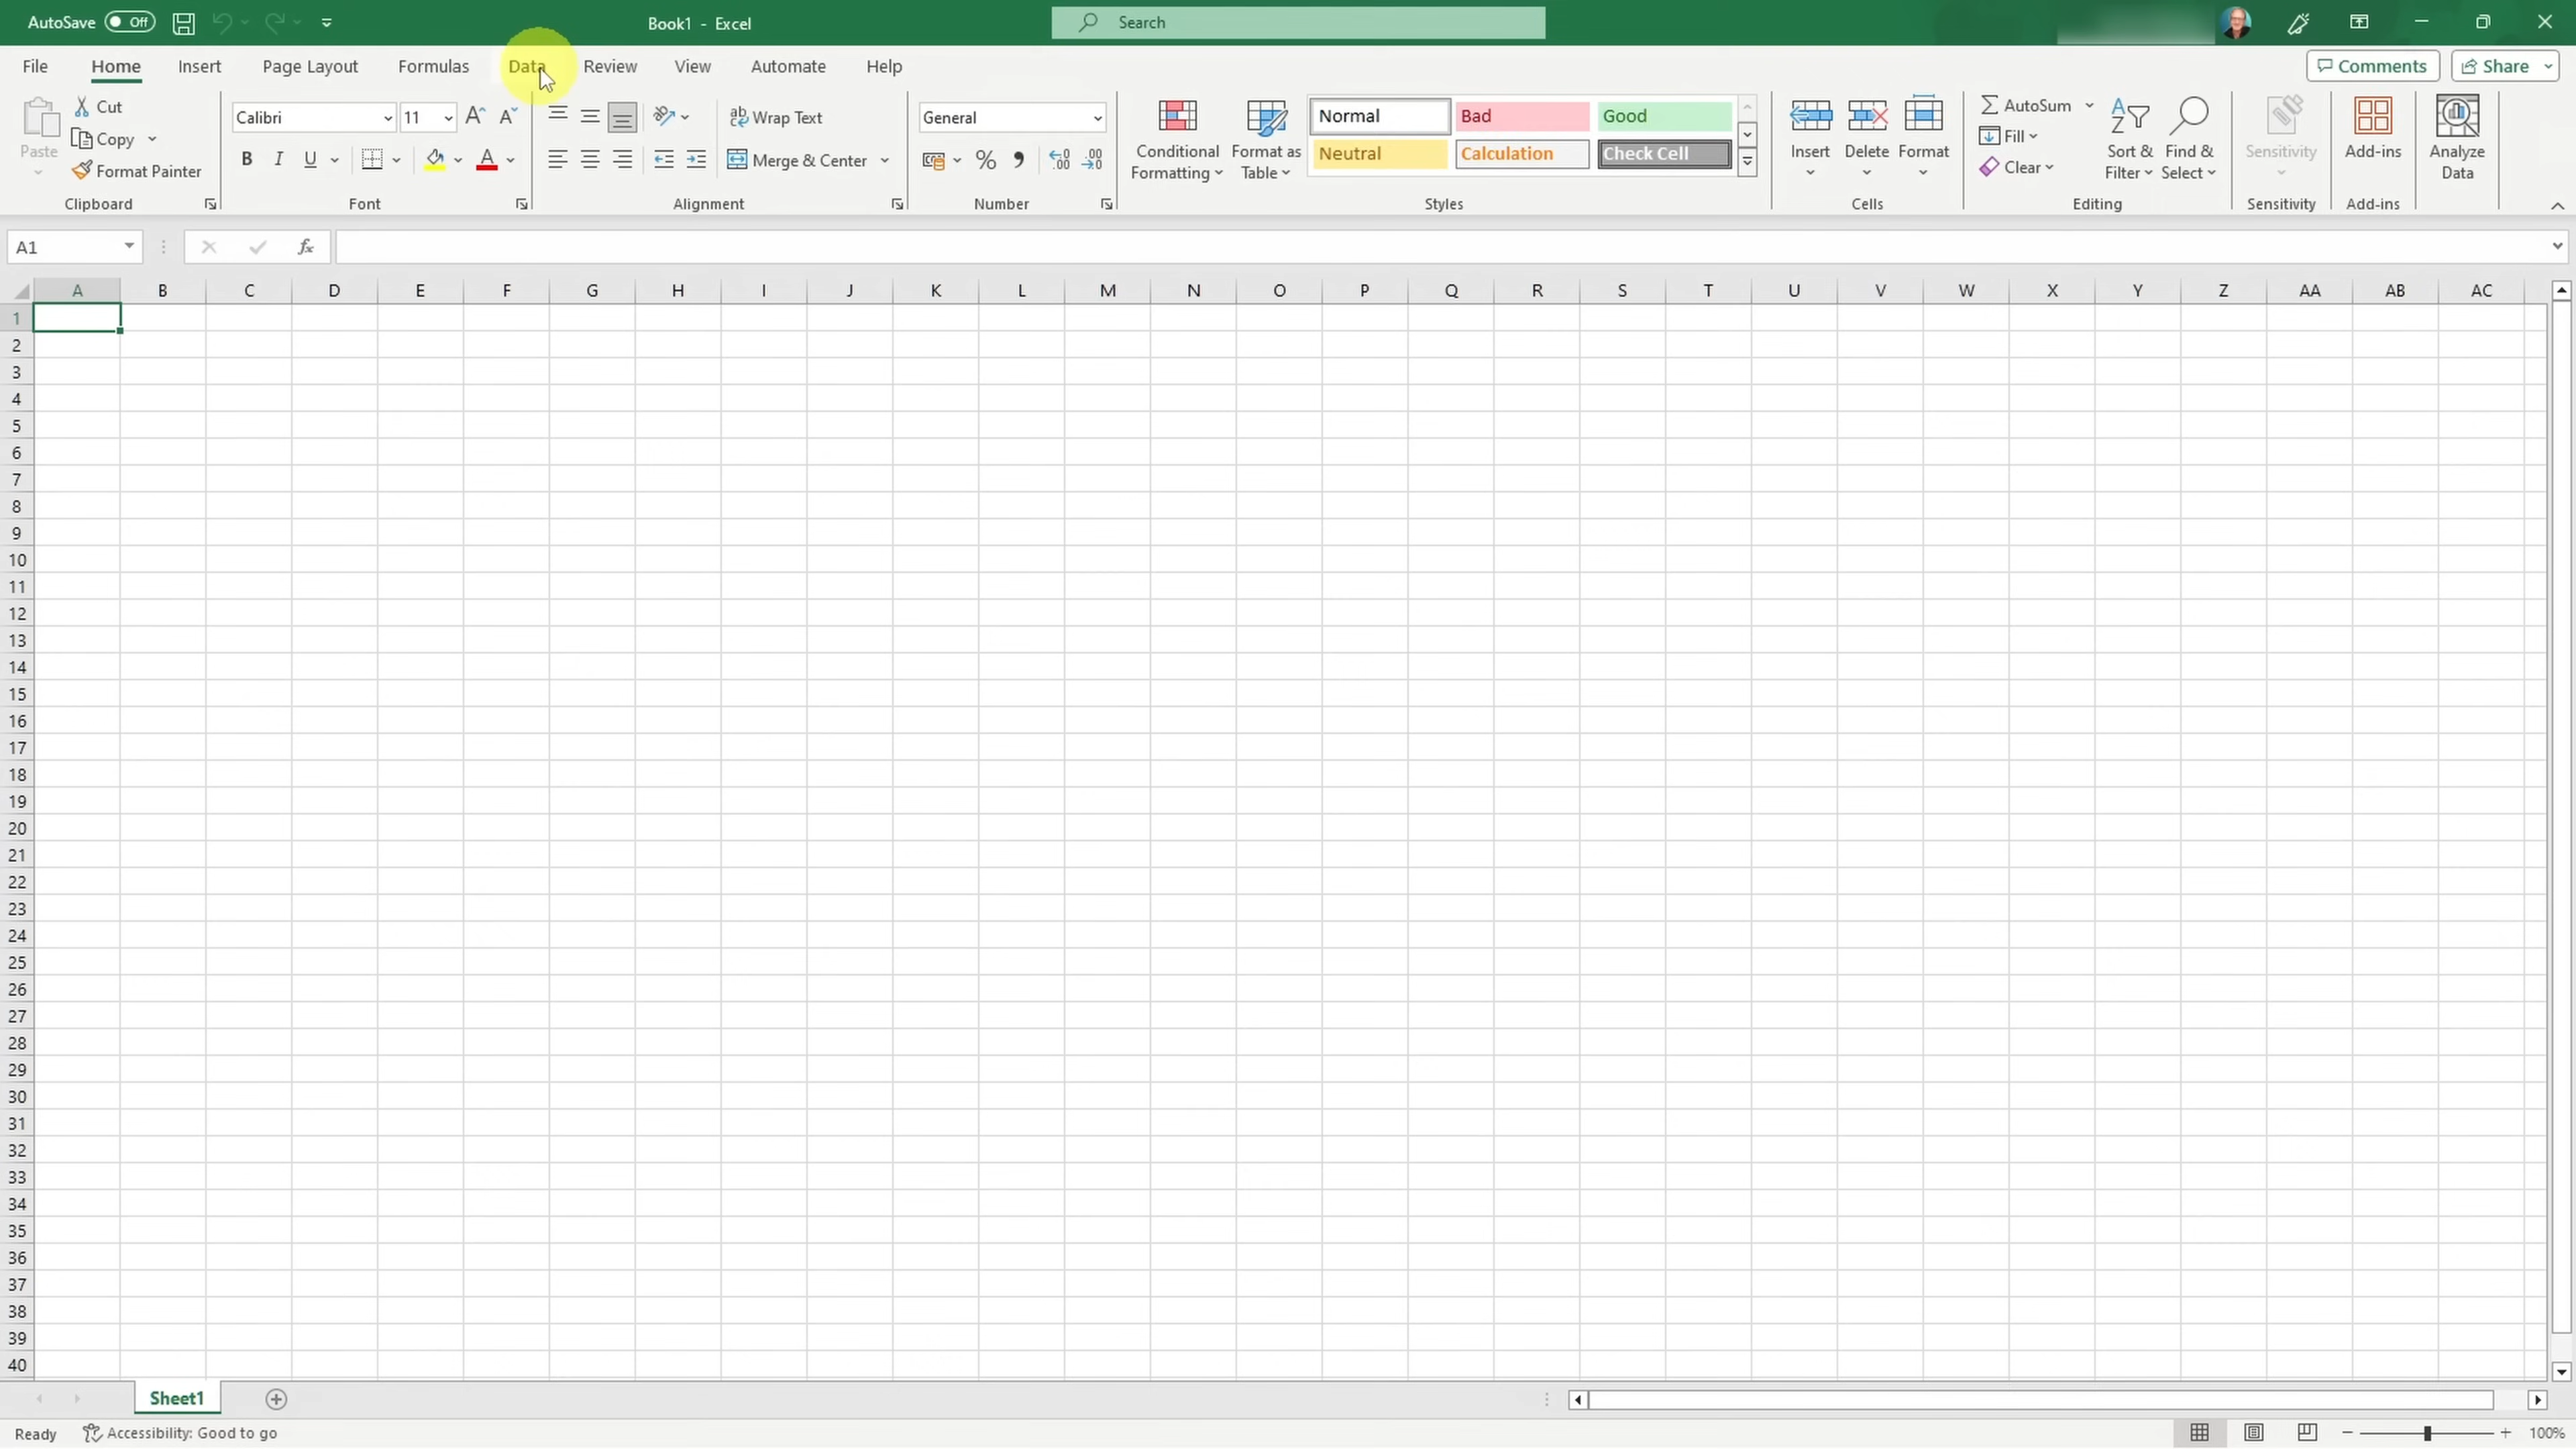 AutoSave Off Book1 - Excel Search
File Home Insert Page Layout Formulas Data Review View Automate Help Comments Share
Paste
Cut
Copy
Format Painter
Clipboard
Calibri 11
B I U A
Font
ab Wrap Text
Merge & Center
Alignment
General
% 9
Number
Conditional Formatting
Format as Table
Normal Bad Good
Neutral Calculation Check Cell
Styles
Insert Delete Format
Cells
AutoSum
Fill
Clear
Sort & Filter
Find & Select
Editing
Sensitivity
Sensitivity
Add-ins
Add-ins
Analyze Data
A1 fx
A B C D E F G H I J K L M N O P Q R S T U V W X Y Z AA AB AC
1
2
3
4
5
6
7
8
9
10
11
12
13
14
15
16
17
18
19
20
21
22
23
24
25
26
27
28
29
30
31
32
33
34
35
36
37
38
39
40
Sheet1
Ready Accessibility: Good to go 100%